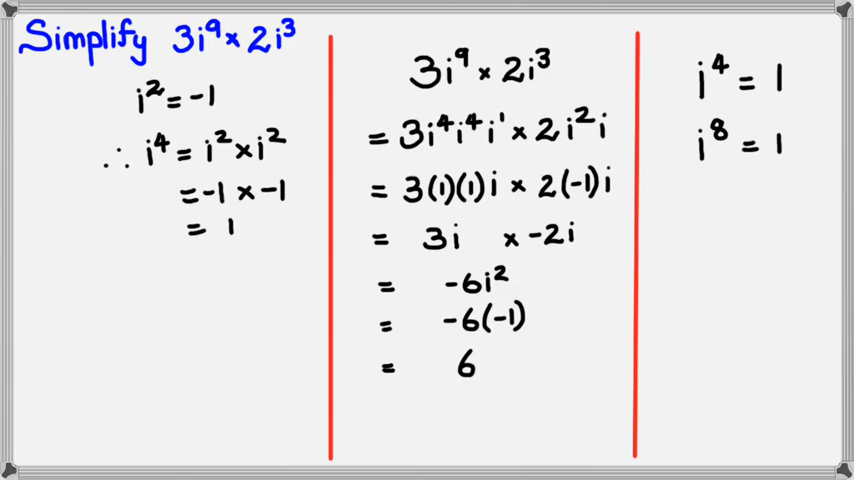 Simplify 3i⁹ × 2i³
i² = -1
∴ i⁴ = i² × i²
= -1 × -1
= 1
3i⁹ × 2i³
= 3i⁴i⁴i¹ × 2i²i
= 3(1)(1)i × 2(-1)i
= 3i × -2i
= -6i²
= -6(-1)
= 6
i⁴ = 1
i⁸ = 1